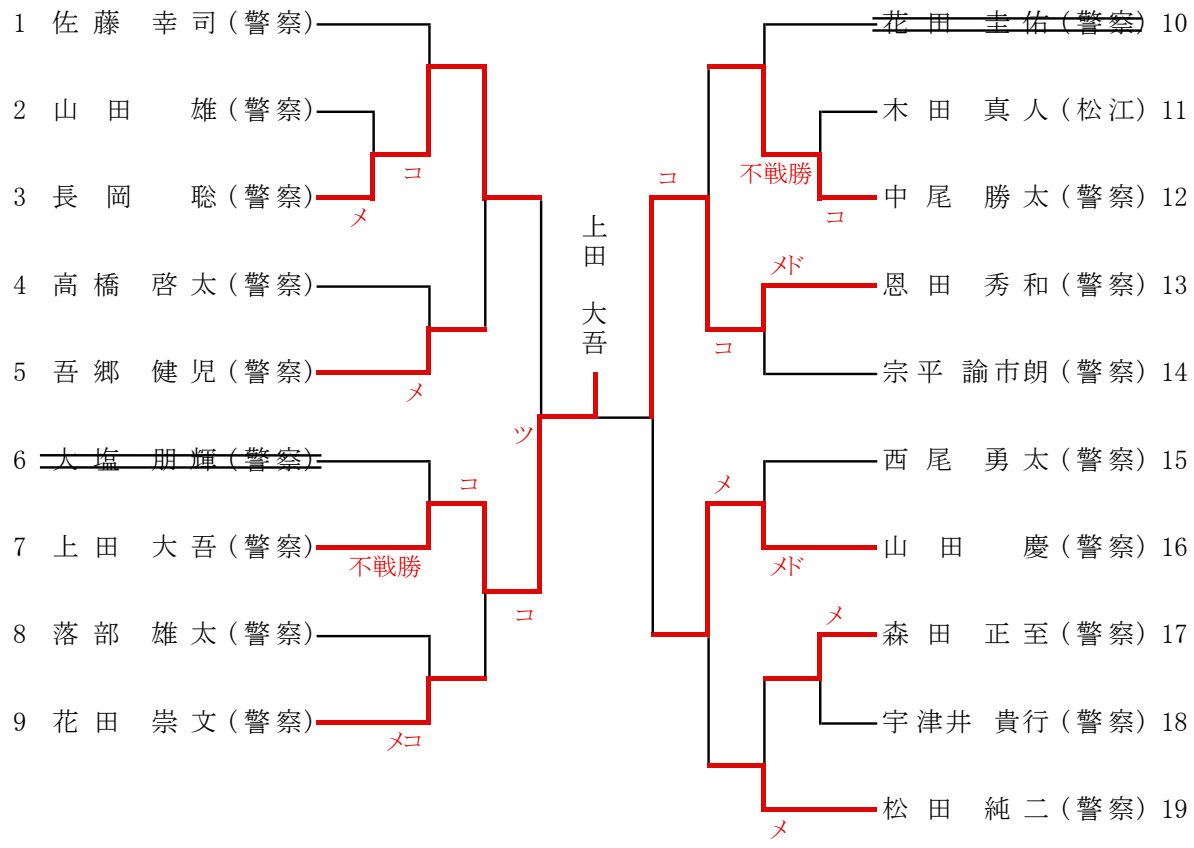 1 佐藤 幸司(警察)
2 山田 雄(警察)
コ
3 長岡 聡(警察)
メ
4 高橋 啓太(警察)
5 吾郷 健児(警察)
メ
ツ
6 大塩 朋輝(警察)
コ
7 上田 大吾(警察)
不戦勝
コ
8 落部 雄太(警察)
9 花田 崇文(警察)
メコ
上田 大吾
花田 圭佑(警察) 10
木田 真人(松江) 11
不戦勝
コ
中尾 勝太(警察) 12
コ
メド
恩田 秀和(警察) 13
コ
宗平 諭市朗(警察) 14
西尾 勇太(警察) 15
メ
山田 慶(警察) 16
メド
メ
森田 正至(警察) 17
宇津井 貴行(警察) 18
松田 純二(警察) 19
メ